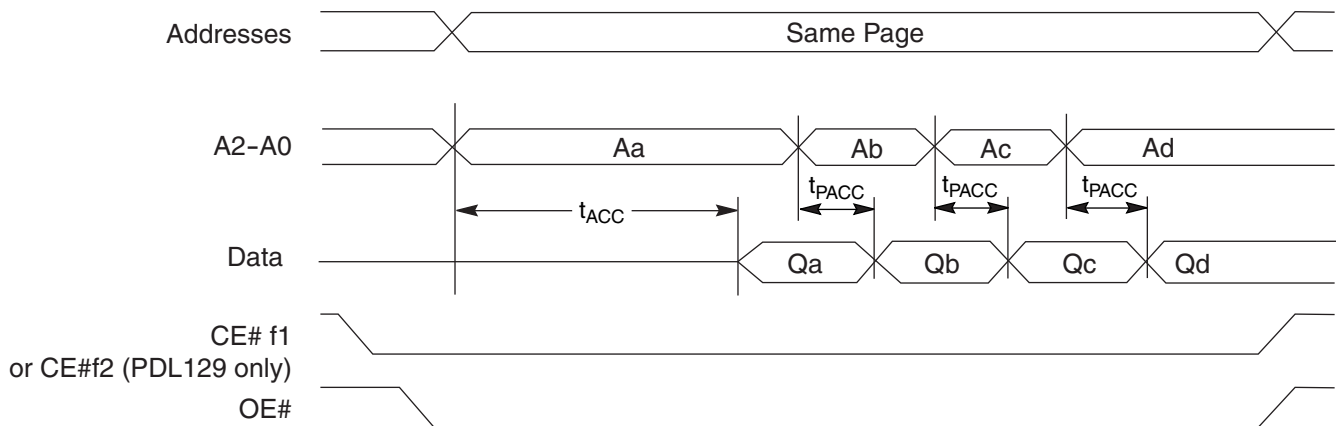 Addresses
Same Page
A2-A0
Aa
Ab
Ac
Ad
tACC
tPACC
tPACC
tPACC
Data
Qa
Qb
Qc
Qd
CE# f1
or CE#f2 (PDL129 only)
OE#